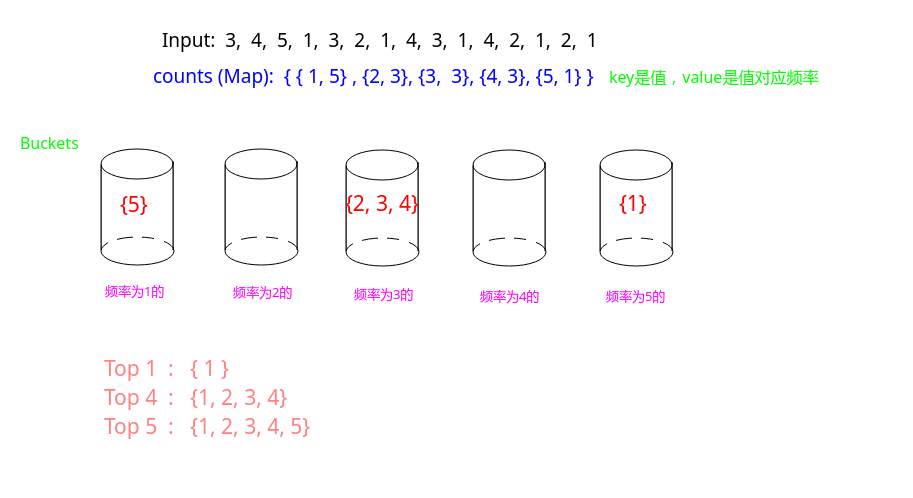 Input: 3, 4, 5, 1, 3, 2, 1, 4, 3, 1, 4, 2, 1, 2, 1
counts (Map): { { 1, 5} , {2, 3}, {3, 3}, {4, 3}, {5, 1} } key是值，value是值对应频率
Buckets
{5} {2, 3, 4} {1}
频率为1的 频率为2的 频率为3的 频率为4的 频率为5的
Top 1 : { 1 }
Top 4 : {1, 2, 3, 4}
Top 5 : {1, 2, 3, 4, 5}